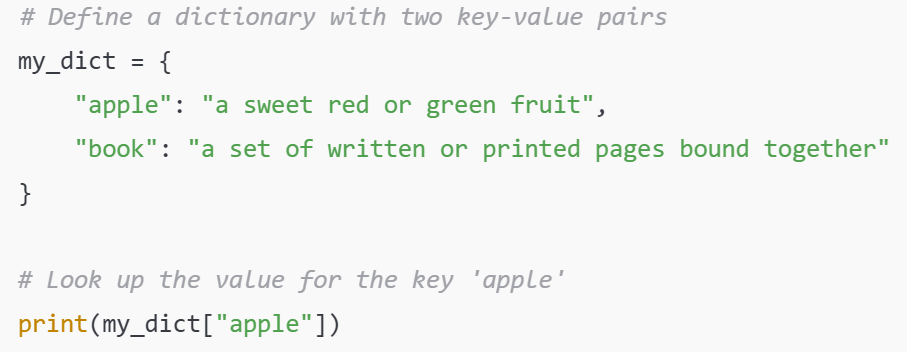 # Define a dictionary with two key-value pairs
my_dict = {
    "apple": "a sweet red or green fruit",
    "book": "a set of written or printed pages bound together"
}
# Look up the value for the key 'apple'
print(my_dict["apple"])